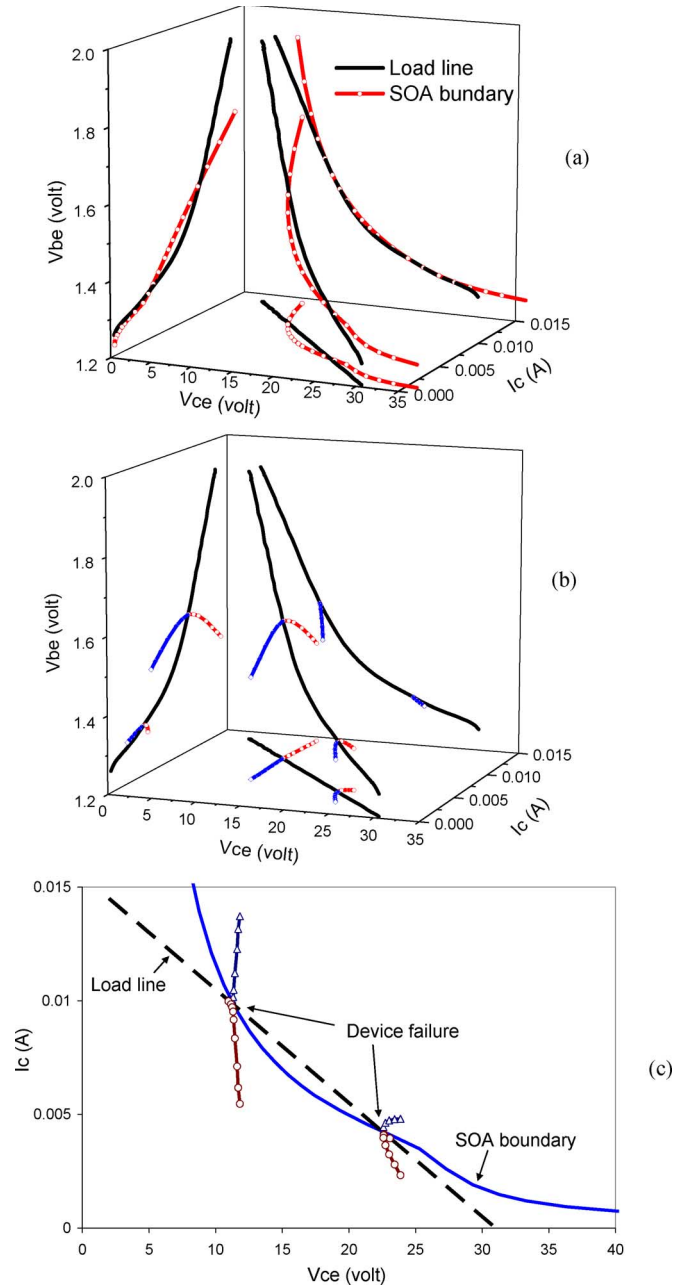 2.0
1.8
1.6
1.4
1.2
Vbe (volt)
Load line
SOA bundary
(a)
0 5 10 15 20 25 30 35
Vce (volt)
0.000 0.005 0.010 0.015
Ic (A)
2.0
1.8
1.6
1.4
1.2
Vbe (volt)
(b)
0 5 10 15 20 25 30 35
Vce (volt)
0.000 0.005 0.010 0.015
Ic (A)
0.015
0.01
0.005
0
Ic (A)
Load line
Device failure
SOA boundary
(c)
0 5 10 15 20 25 30 35 40
Vce (volt)